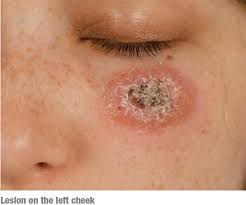 Lesion on the left cheek